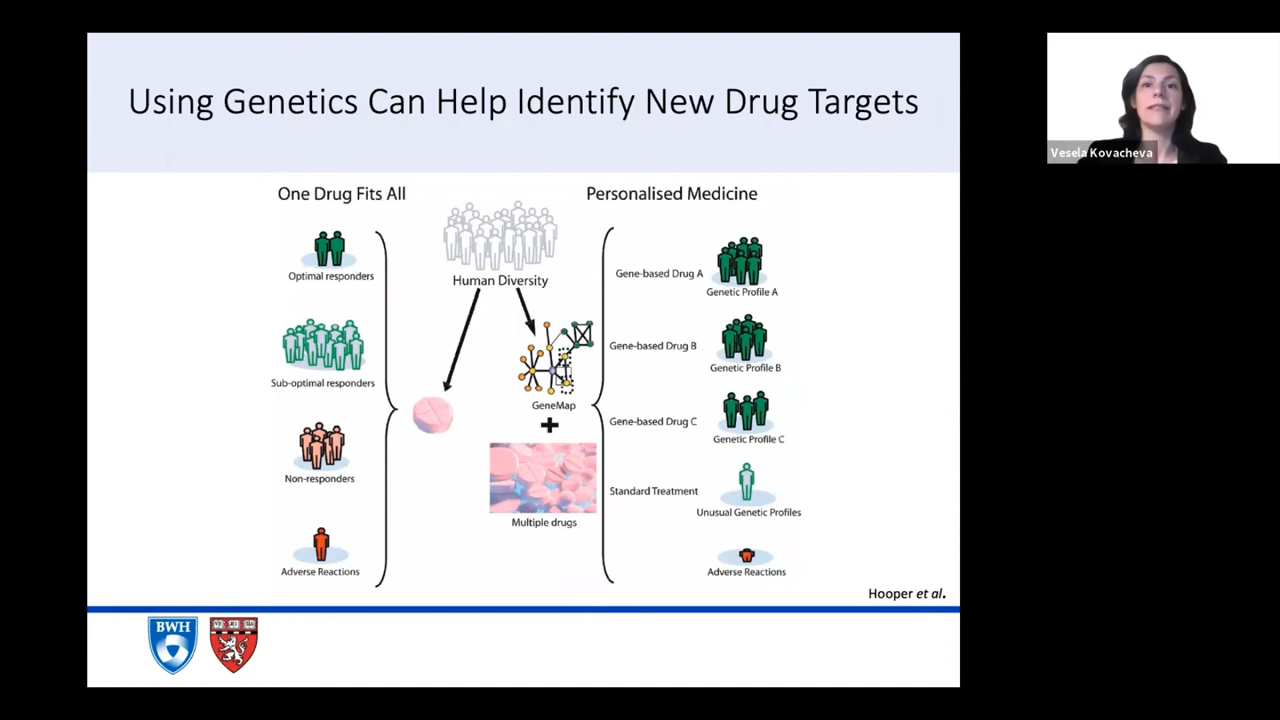 Using Genetics Can Help Identify New Drug Targets
Vesela Kovacheva
One Drug Fits All
Optimal responders
Sub-optimal responders
Non-responders
Adverse Reactions
Human Diversity
GeneMap
+
Multiple drugs
Personalised Medicine
Gene-based Drug A
Genetic Profile A
Gene-based Drug B
Genetic Profile B
Gene-based Drug C
Genetic Profile C
Standard Treatment
Unusual Genetic Profiles
Adverse Reactions
Hooper et al.
BWH